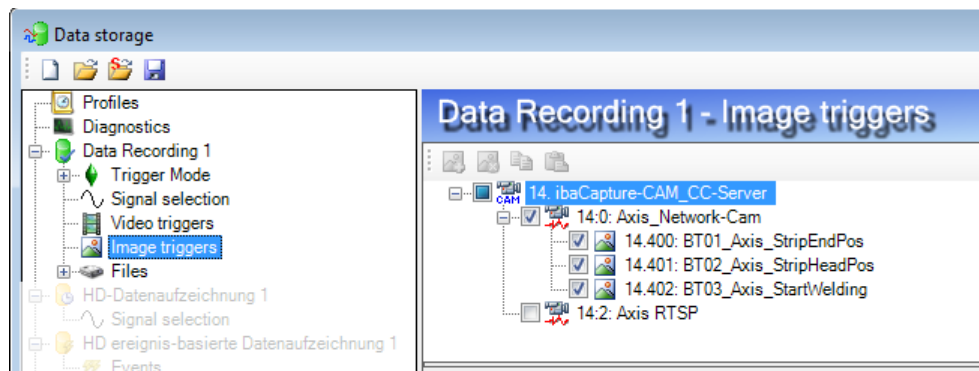 Data storage
Profiles
Diagnostics
Data Recording 1
Trigger Mode
Signal selection
Video triggers
Image triggers
Files
HD-Datenaufzeichnung 1
Signal selection
HD ereignis-basierte Datenaufzeichnung 1
Events
Data Recording 1 - Image triggers
CAM
14. ibaCapture-CAM_CC-Server
14:0: Axis_Network-Cam
14.400: BT01_Axis_StripEndPos
14.401: BT02_Axis_StripHeadPos
14.402: BT03_Axis_StartWelding
14:2: Axis RTSP